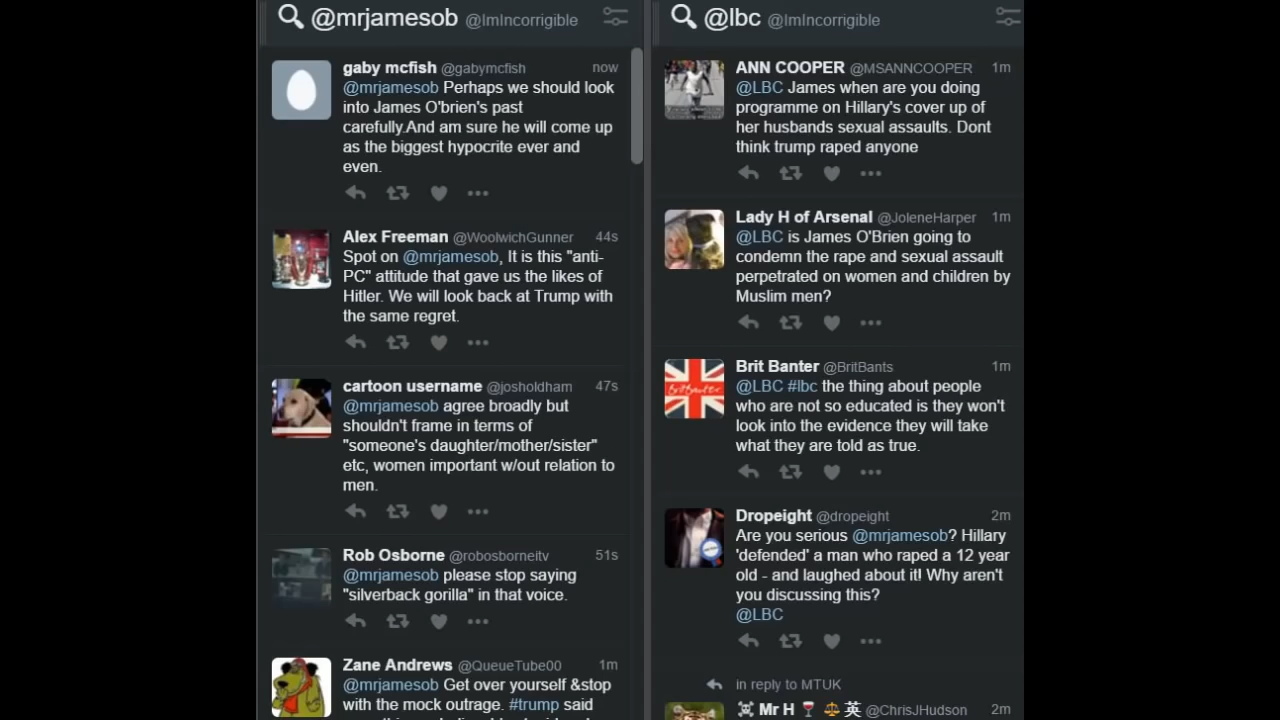 @mrjamesob @ImIncorrigible
gaby mcfish @gabymcfish now
@mrjamesob Perhaps we should look
into James O'brien's past
carefully.And am sure he will come up
as the biggest hypocrite ever and
even.
Alex Freeman @WoolwichGunner 44s
Spot on @mrjamesob, It is this "anti-
PC" attitude that gave us the likes of
Hitler. We will look back at Trump with
the same regret.
cartoon username @josholdham 47s
@mrjamesob agree broadly but
shouldn't frame in terms of
"someone's daughter/mother/sister"
etc, women important w/out relation to
men.
Rob Osborne @robosborneitv 51s
@mrjamesob please stop saying
"silverback gorilla" in that voice.
Zane Andrews @QueueTube00 1m
@mrjamesob Get over yourself &stop
with the mock outrage. #trump said
@lbc @ImIncorrigible
ANN COOPER @MSANNCOOPER 1m
@LBC James when are you doing
programme on Hillary's cover up of
her husbands sexual assaults. Dont
think trump raped anyone
Lady H of Arsenal @JoleneHarper 1m
@LBC is James O'Brien going to
condemn the rape and sexual assault
perpetrated on women and children by
Muslim men?
Brit Banter @BritBants 1m
BritBanter
@LBC #lbc the thing about people
who are not so educated is they won't
look into the evidence they will take
what they are told as true.
Dropeight @dropeight 2m
Are you serious @mrjamesob? Hillary
'defended' a man who raped a 12 year
old - and laughed about it! Why aren't
you discussing this?
@LBC
in reply to MTUK
☠ Mr H 🍷 ⚖ 英 @ChrisJHudson 2m